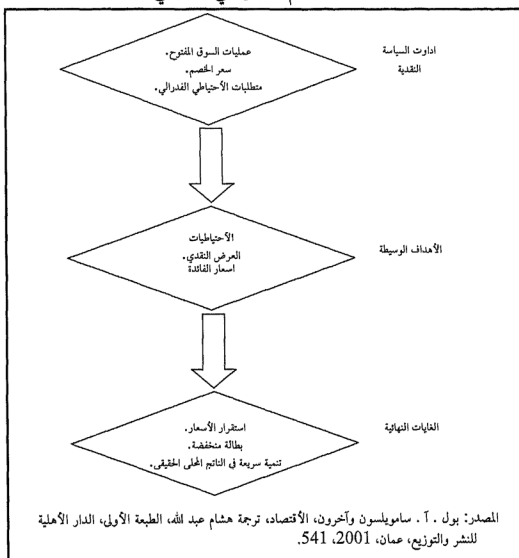 عمليات السوق المفتوح.
سعر الخصم.
متطلبات الأحتياطي الفدرالي.
اداوت السياسة
النقدية
الأحتياطيات
العرض النقدي.
اسعار الفائدة
الأهداف الوسيطة
استقرار الأسعار.
بطالة منخفضة.
تنمية سريعة في الناتج المحلي الحقيقي.
الغايات النهائية
المصدر: بول . آ . سامويلسون وآخرون، الأقتصاد، ترجمة هشام عبد الله، الطبعة الأولى، الدار الأهلية
للنشر والتوزيع، عمان، 2001، 541.